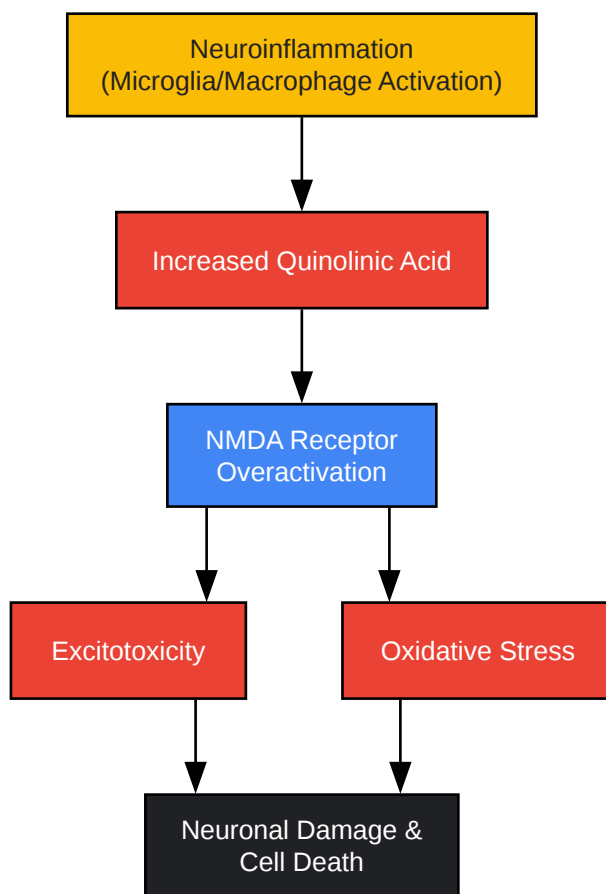 Neuroinflammation
(Microglia/Macrophage Activation)
Increased Quinolinic Acid
NMDA Receptor
Overactivation
Excitotoxicity
Oxidative Stress
Neuronal Damage &
Cell Death